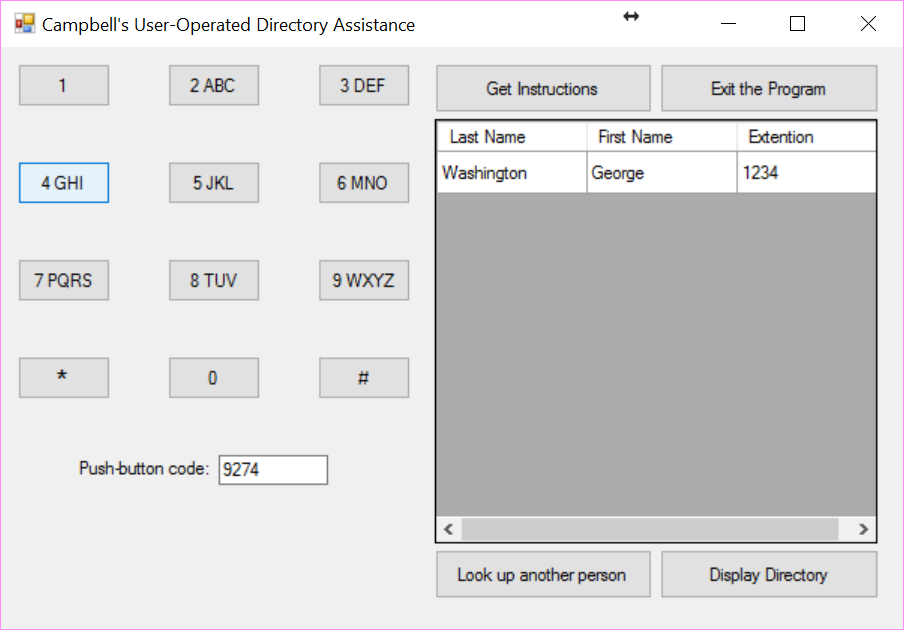 Campbell's User-Operated Directory Assistance
1 2 ABC 3 DEF
Get Instructions Exit the Program
Last Name First Name Extention
Washington George 1234
4 GHI 5 JKL 6 MNO
7 PQRS 8 TUV 9 WXYZ
* 0 #
Push-button code: 9274
Look up another person Display Directory